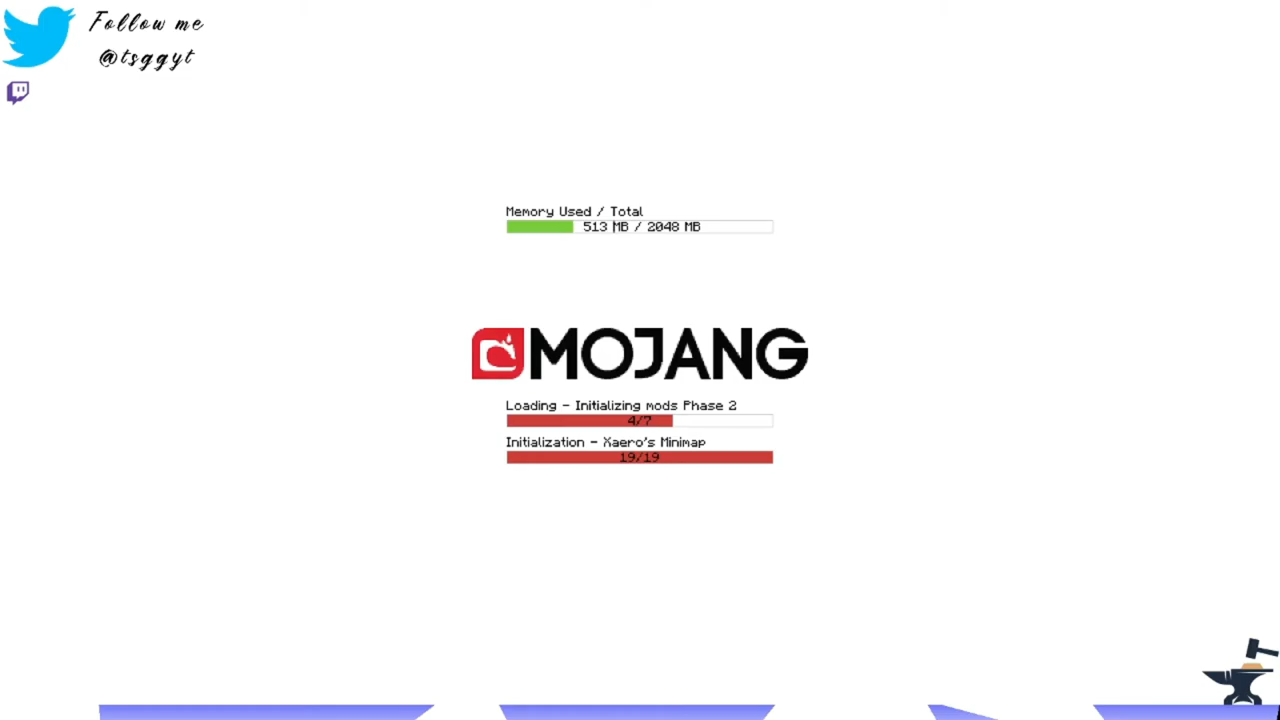 Follow me
@tsggyt
Memory Used / Total
513 MB / 2048 MB
MOJANG
Loading - Initializing mods Phase 2
4/7
Initialization - Xaero's Minimap
19/19